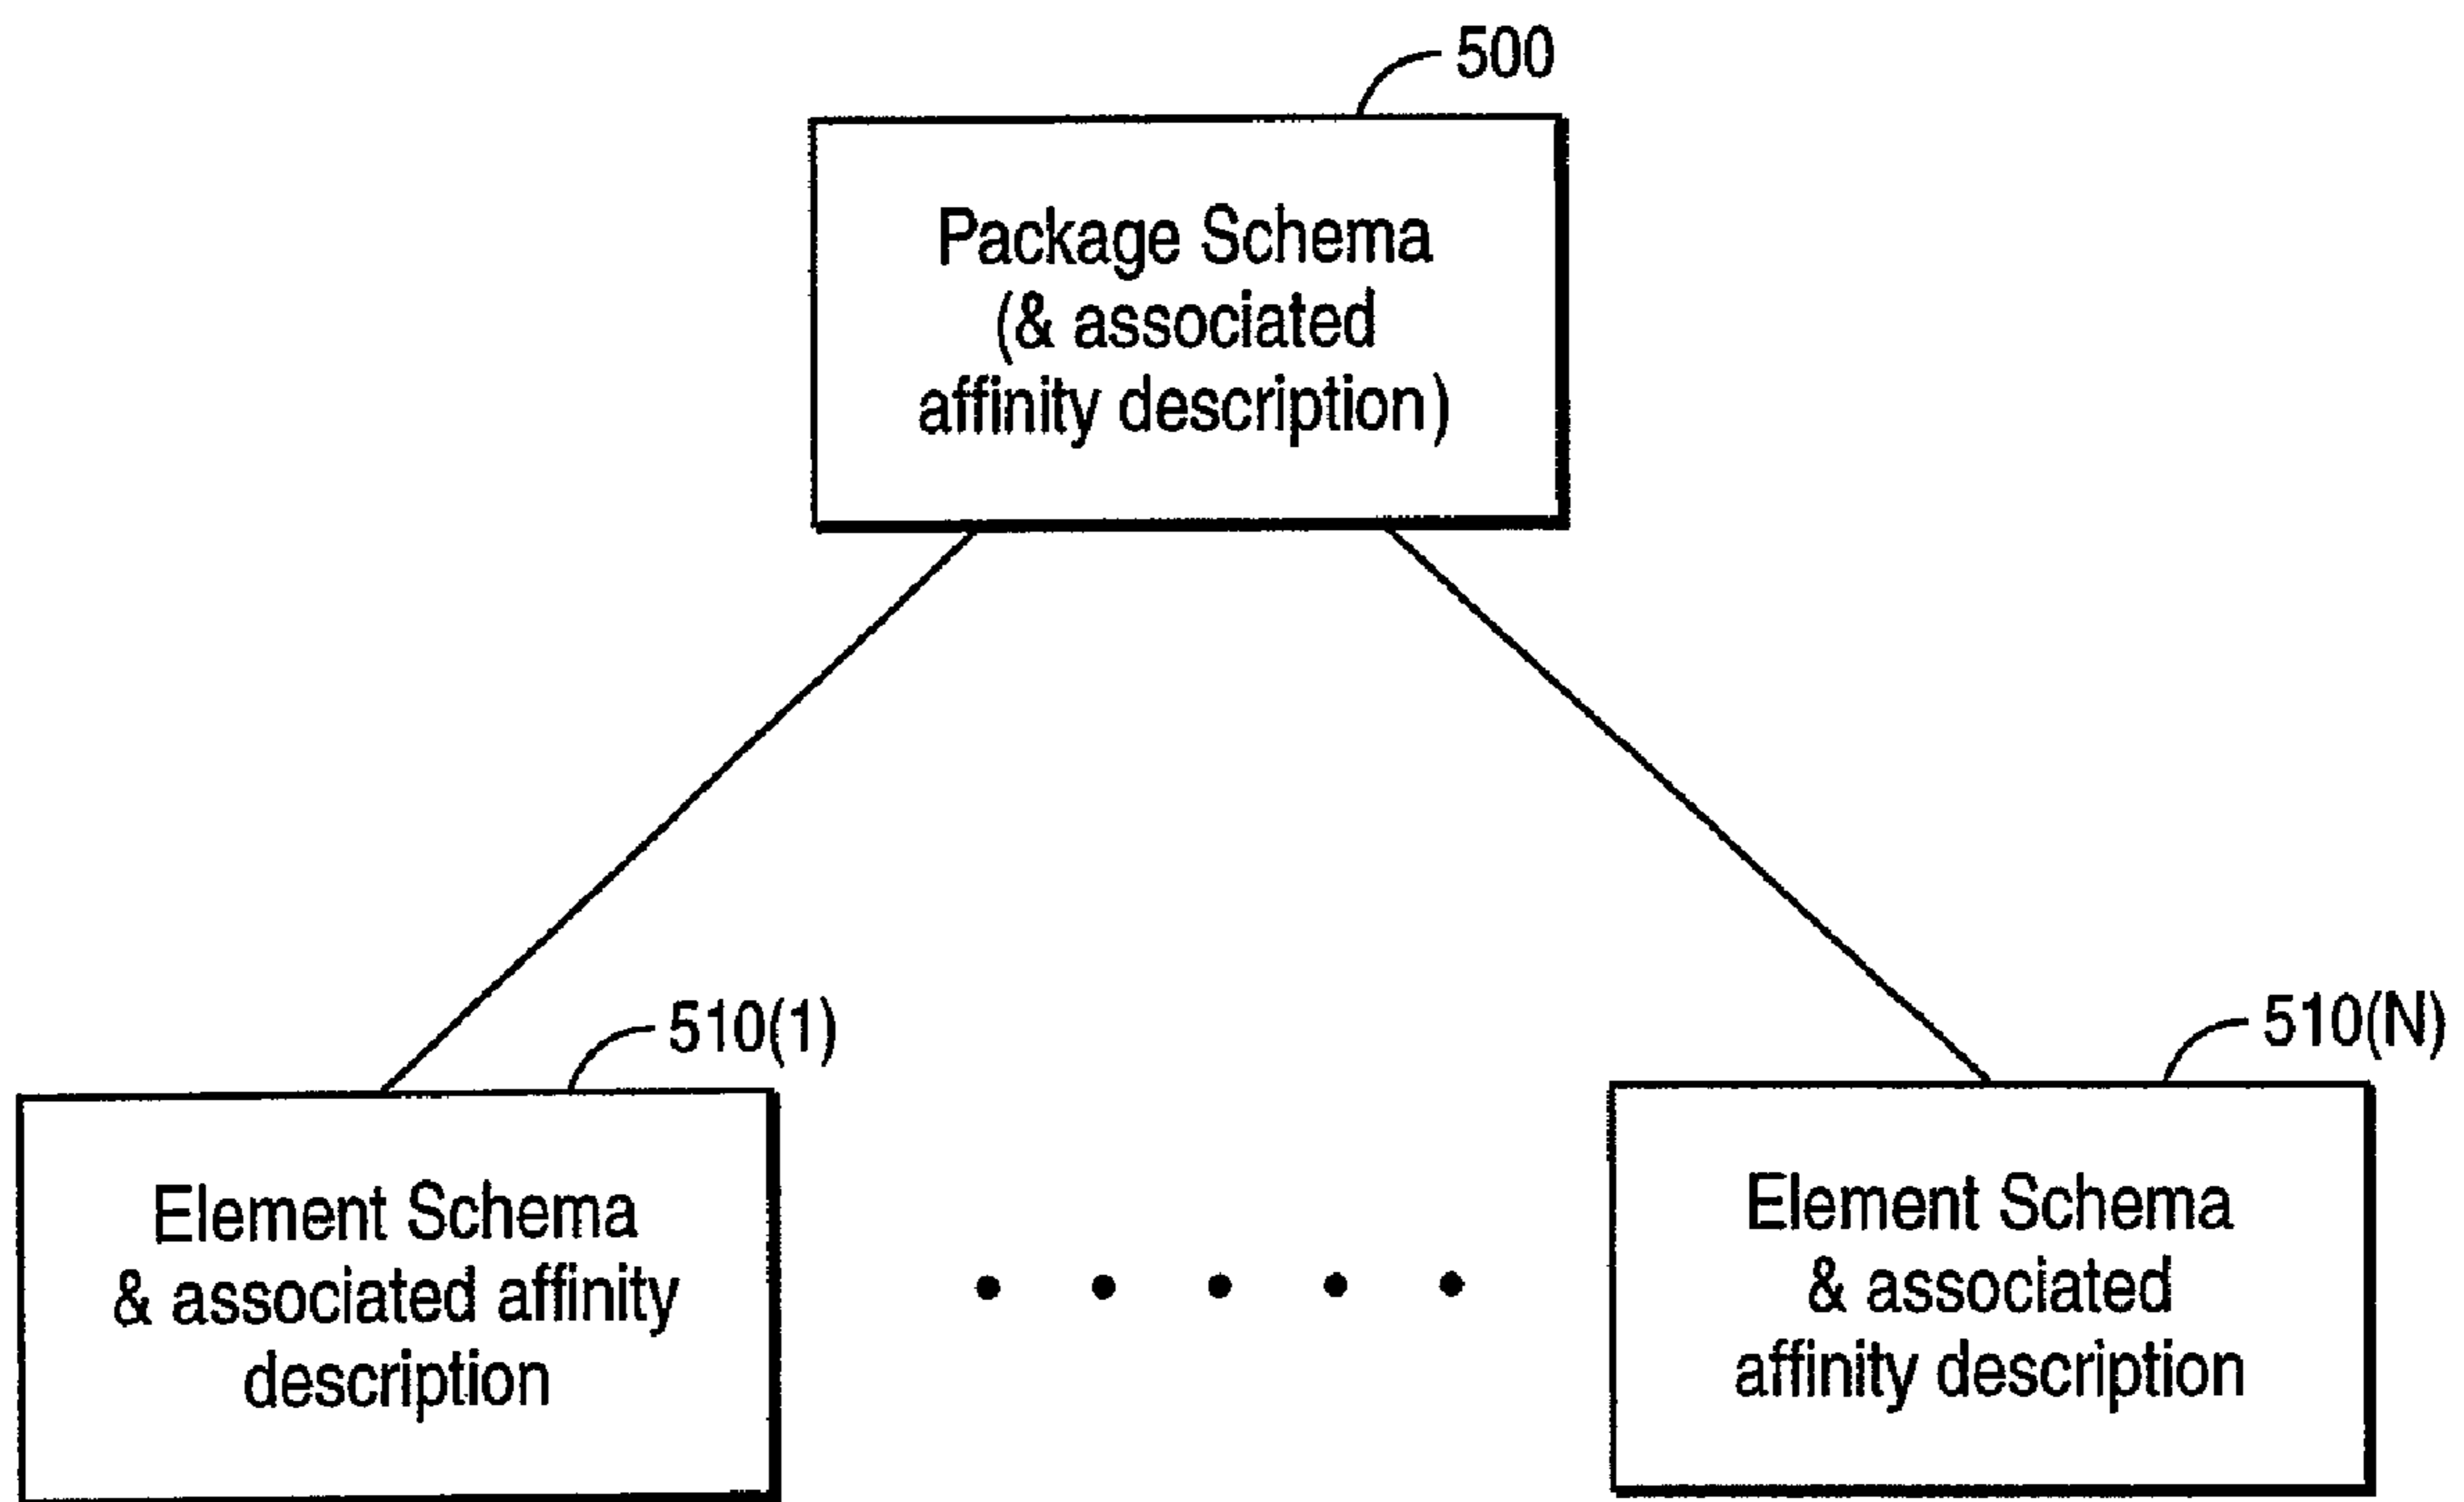 500
Package Schema
(& associated
affinity description)
510(1)
Element Schema
& associated affinity
description
510(N)
Element Schema
& associated
affinity description